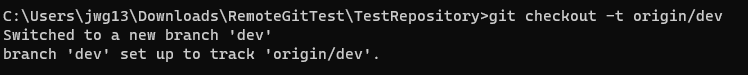 C:\Users\jwg13\Downloads\RemoteGitTest\TestRepository>git checkout -t origin/dev
Switched to a new branch 'dev'
branch 'dev' set up to track 'origin/dev'.